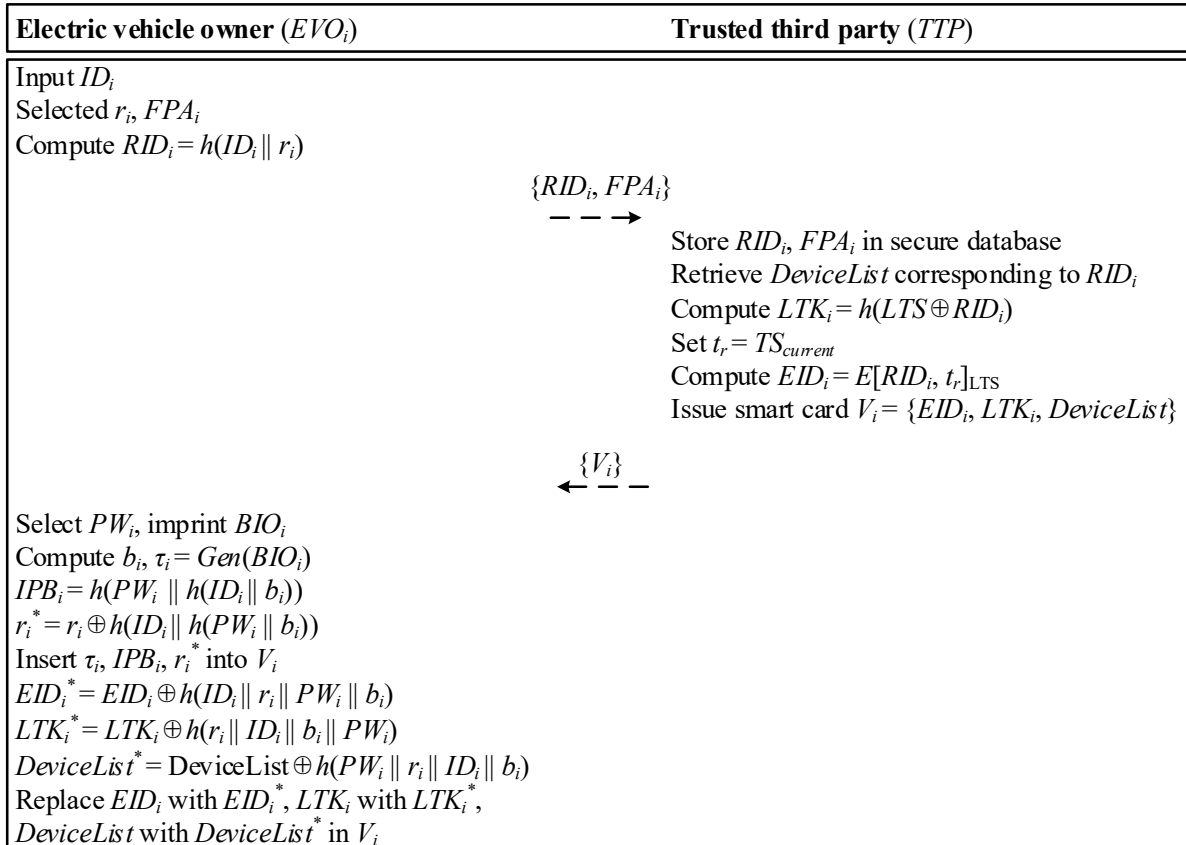 Electric vehicle owner (EVOᵢ) Trusted third party (TTP)
Input IDᵢ
Selected rᵢ, FPAᵢ
Compute RIDᵢ = h(IDᵢ || rᵢ)
{RIDᵢ, FPAᵢ}
Store RIDᵢ, FPAᵢ in secure database
Retrieve DeviceList corresponding to RIDᵢ
Compute LTKᵢ = h(LTS⊕RIDᵢ)
Set tᵣ = TS_current
Compute EIDᵢ = E[RIDᵢ, tᵣ]_LTS
Issue smart card Vᵢ = {EIDᵢ, LTKᵢ, DeviceList}
{Vᵢ}
Select PWᵢ, imprint BIOᵢ
Compute bᵢ, τᵢ = Gen(BIOᵢ)
IPBᵢ = h(PWᵢ || h(IDᵢ || bᵢ))
rᵢ* = rᵢ ⊕ h(IDᵢ || h(PWᵢ || bᵢ))
Insert τᵢ, IPBᵢ, rᵢ* into Vᵢ
EIDᵢ* = EIDᵢ ⊕ h(IDᵢ || rᵢ || PWᵢ || bᵢ)
LTKᵢ* = LTKᵢ ⊕ h(rᵢ || IDᵢ || bᵢ || PWᵢ)
DeviceList* = DeviceList ⊕ h(PWᵢ || rᵢ || IDᵢ || bᵢ)
Replace EIDᵢ with EIDᵢ*, LTKᵢ with LTKᵢ*,
DeviceList with DeviceList* in Vᵢ